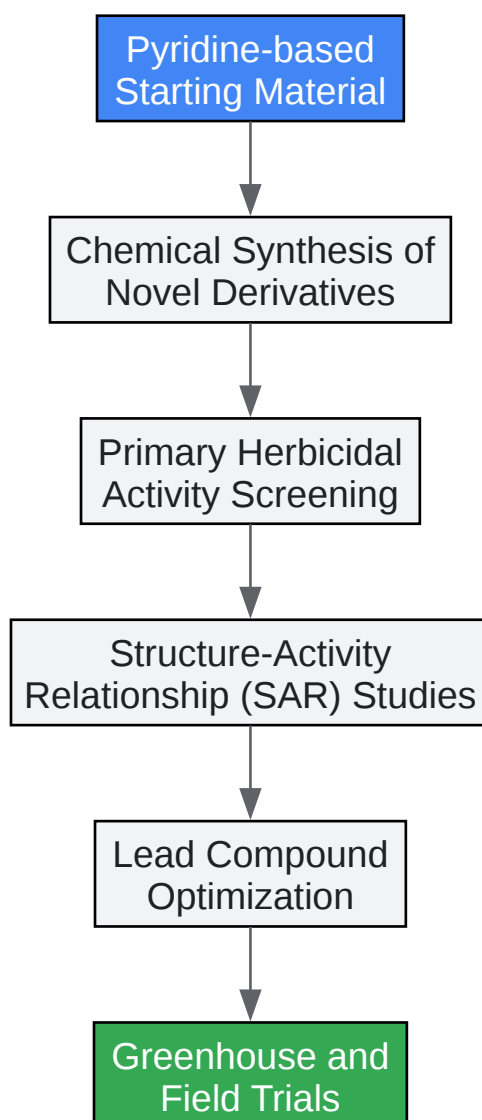 Pyridine-based
Starting Material
Chemical Synthesis of
Novel Derivatives
Primary Herbicidal
Activity Screening
Structure-Activity
Relationship (SAR) Studies
Lead Compound
Optimization
Greenhouse and
Field Trials